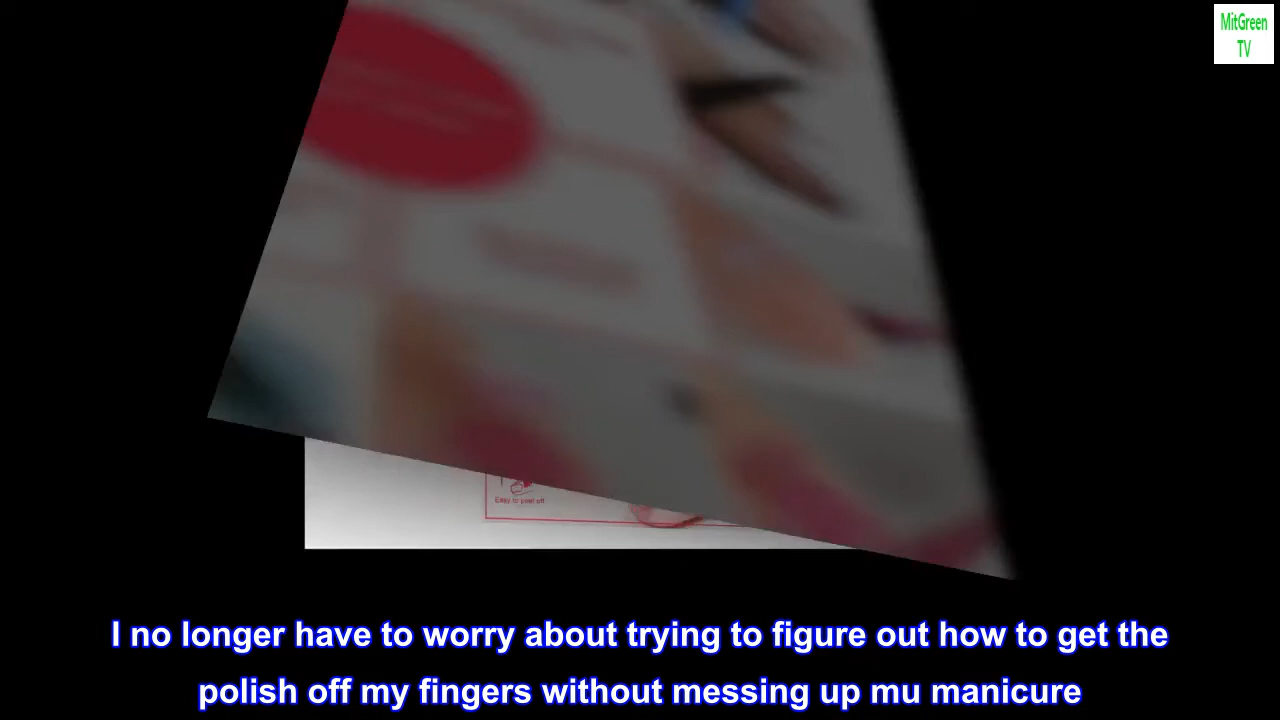 MitGreen
TV
Easy to peel off
I no longer have to worry about trying to figure out how to get the
polish off my fingers without messing up mu manicure